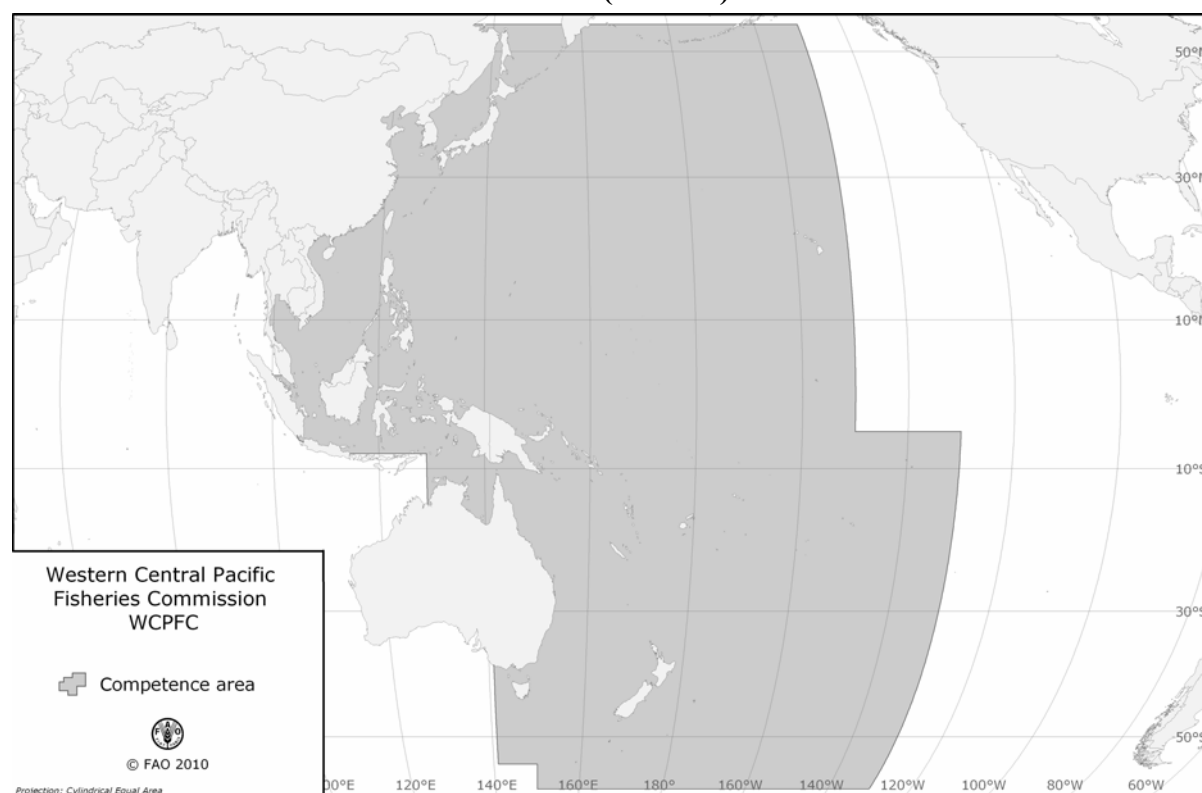 50°N
30°N
10°N
10°S
30°S
50°S
Western Central Pacific
Fisheries Commission
WCPFC
Competence area
FAO
© FAO 2010
120°E
140°E
160°E
180°
160°W
140°W
120°W
100°W
80°W
60°W
Projection: Cylindrical Equal Area